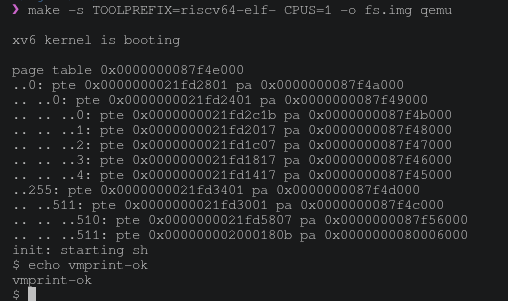 ❯ make -s TOOLPREFIX=riscv64-elf- CPUS=1 -o fs.img qemu
xv6 kernel is booting
page table 0x0000000087f4e000
..0: pte 0x0000000021fd2801 pa 0x0000000087f4a000
.. ..0: pte 0x0000000021fd2401 pa 0x0000000087f49000
.. .. ..0: pte 0x0000000021fd2c1b pa 0x0000000087f4b000
.. .. ..1: pte 0x0000000021fd2017 pa 0x0000000087f48000
.. .. ..2: pte 0x0000000021fd1c07 pa 0x0000000087f47000
.. .. ..3: pte 0x0000000021fd1817 pa 0x0000000087f46000
.. .. ..4: pte 0x0000000021fd1417 pa 0x0000000087f45000
..255: pte 0x0000000021fd3401 pa 0x0000000087f4d000
.. ..511: pte 0x0000000021fd3001 pa 0x0000000087f4c000
.. .. ..510: pte 0x0000000021fd5807 pa 0x0000000087f56000
.. .. ..511: pte 0x000000002000180b pa 0x0000000080006000
init: starting sh
$ echo vmprint-ok
vmprint-ok
$